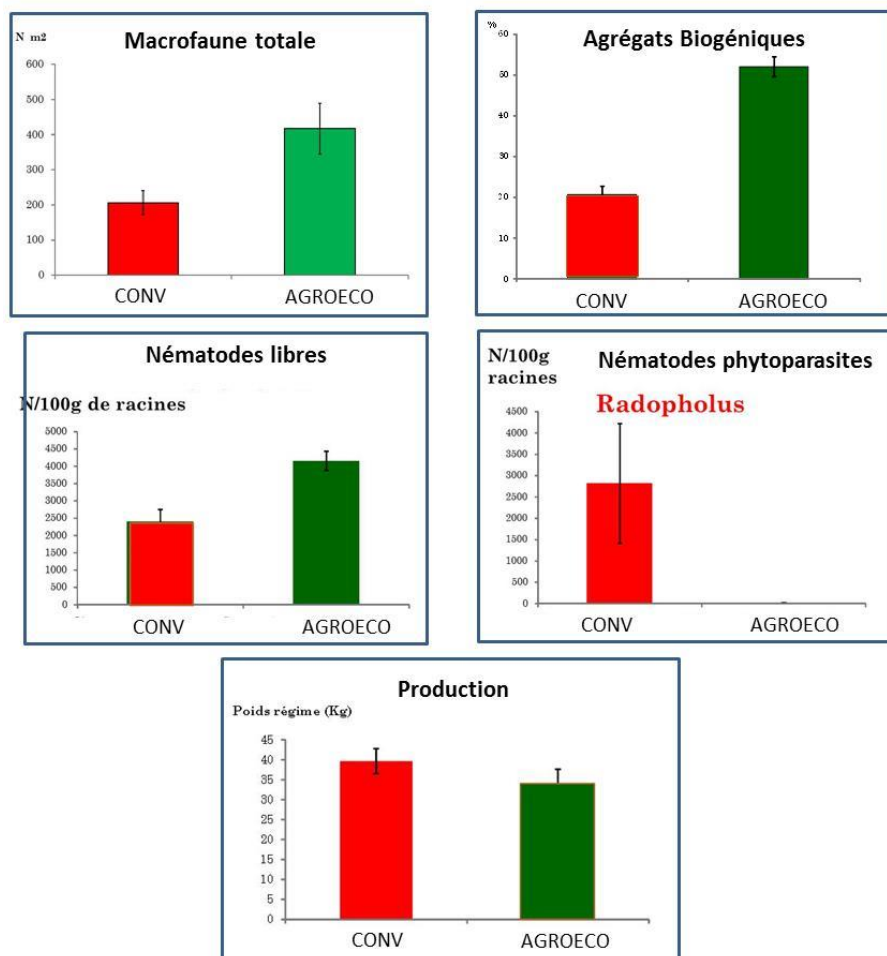 Macrofaune totale
N m2
600
500
400
300
200
100
0
CONV AGROECO
Agrégats Biogéniques
%
60
50
40
30
20
10
0
CONV AGROECO
Nématodes libres
N/100g de racines
5000
4500
4000
3500
3000
2500
2000
1500
1000
500
0
CONV AGROECO
N/100g
racines
Nématodes phytoparasites
Radopholus
4500
4000
3500
3000
2500
2000
1500
1000
500
0
CONV AGROECO
Production
Poids régime (Kg)
45
40
35
30
25
20
15
10
5
0
CONV AGROECO